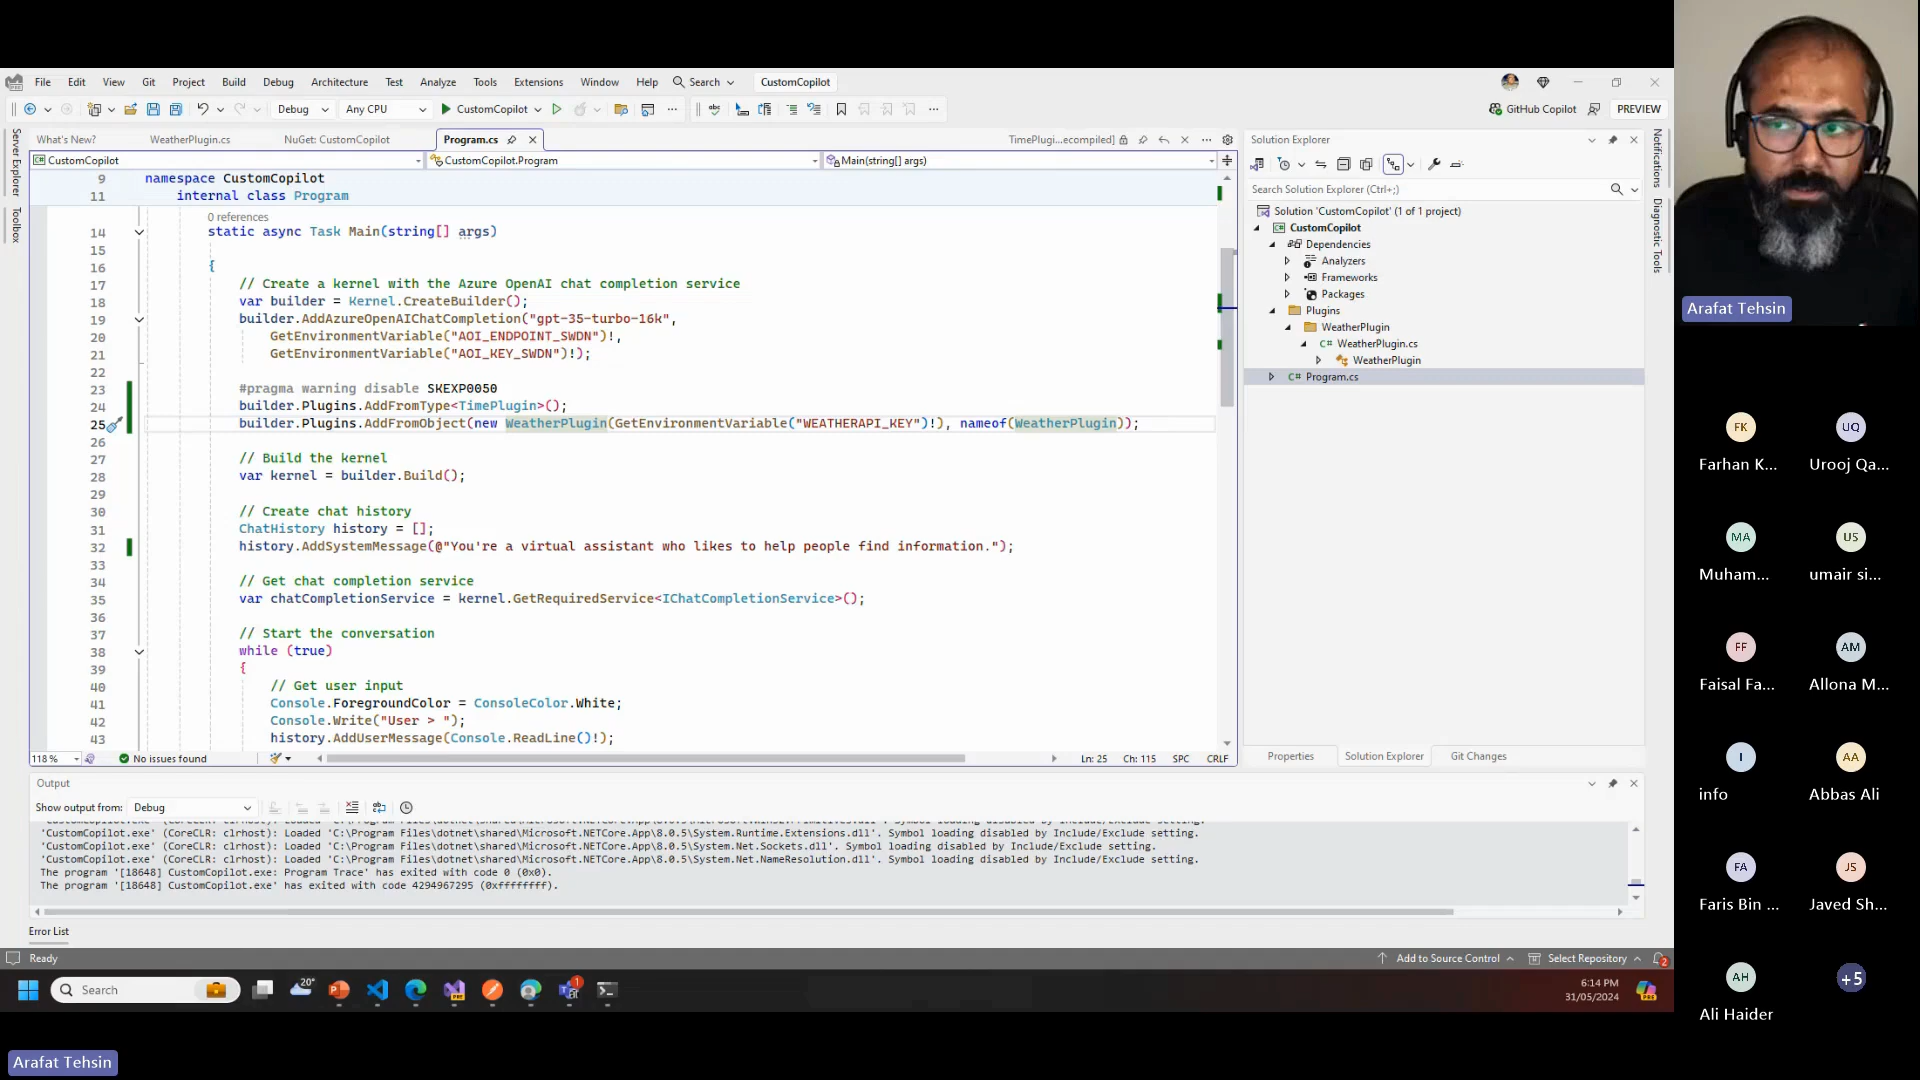 File Edit View Git Project Build Debug Test Architecture Analyze Tools Extensions Window Help Search CustomCopilot
Debug Any CPU CustomCopilot GitHub Copilot PREVIEW
What's New? WeatherPlugin.cs NuGet: CustomCopilot Program.cs TimePlugi...ecompiled]
CustomCopilot CustomCopilot.Program Main(string[] args)
Server Explorer
Toolbox
9 namespace CustomCopilot
11 internal class Program
0 references
14 static async Task Main(string[] args)
15
16 {
17 // Create a kernel with the Azure OpenAI chat completion service
18 var builder = Kernel.CreateBuilder();
19 builder.AddAzureOpenAIChatCompletion("gpt-35-turbo-16k",
20 GetEnvironmentVariable("AOI_ENDPOINT_SWDN")!,
21 GetEnvironmentVariable("AOI_KEY_SWDN")!);
22
23 #pragma warning disable SKEXP0050
24 builder.Plugins.AddFromType<TimePlugin>();
25 builder.Plugins.AddFromObject(new WeatherPlugin(GetEnvironmentVariable("WEATHERAPI_KEY")!), nameof(WeatherPlugin));
26
27 // Build the kernel
28 var kernel = builder.Build();
29
30 // Create chat history
31 ChatHistory history = [];
32 history.AddSystemMessage(@"You're a virtual assistant who likes to help people find information.");
33
34 // Get chat completion service
35 var chatCompletionService = kernel.GetRequiredService<IChatCompletionService>();
36
37 // Start the conversation
38 while (true)
39 {
40 // Get user input
41 Console.ForegroundColor = ConsoleColor.White;
42 Console.Write("User > ");
43 history.AddUserMessage(Console.ReadLine()!);
118 % No issues found Ln: 25 Ch: 115 SPC CRLF
Solution Explorer
Search Solution Explorer (Ctrl+;)
Solution 'CustomCopilot' (1 of 1 project)
CustomCopilot
Dependencies
Analyzers
Frameworks
Packages
Plugins
WeatherPlugin
C# WeatherPlugin.cs
WeatherPlugin
C# Program.cs
Properties Solution Explorer Git Changes
Notifications
Diagnostic Tools
Output
Show output from: Debug
'CustomCopilot.exe' (CoreCLR: clrhost): Loaded 'C:\Program Files\dotnet\shared\Microsoft.NETCore.App\8.0.5\System.Runtime.Extensions.dll'. Symbol loading disabled by Include/Exclude setting.
'CustomCopilot.exe' (CoreCLR: clrhost): Loaded 'C:\Program Files\dotnet\shared\Microsoft.NETCore.App\8.0.5\System.Net.Sockets.dll'. Symbol loading disabled by Include/Exclude setting.
'CustomCopilot.exe' (CoreCLR: clrhost): Loaded 'C:\Program Files\dotnet\shared\Microsoft.NETCore.App\8.0.5\System.Net.NameResolution.dll'. Symbol loading disabled by Include/Exclude setting.
The program '[18648] CustomCopilot.exe: Program Trace' has exited with code 0 (0x0).
The program '[18648] CustomCopilot.exe' has exited with code 4294967295 (0xffffffff).
Error List
Ready Add to Source Control Select Repository 2
Search 20° 1 6:14 PM
31/05/2024
Arafat Tehsin
Arafat Tehsin
FK UQ
Farhan K... Urooj Qa...
MA US
Muham... umair si...
FF AM
Faisal Fa... Allona M...
I AA
info Abbas Ali
FA JS
Faris Bin ... Javed Sh...
AH +5
Ali Haider